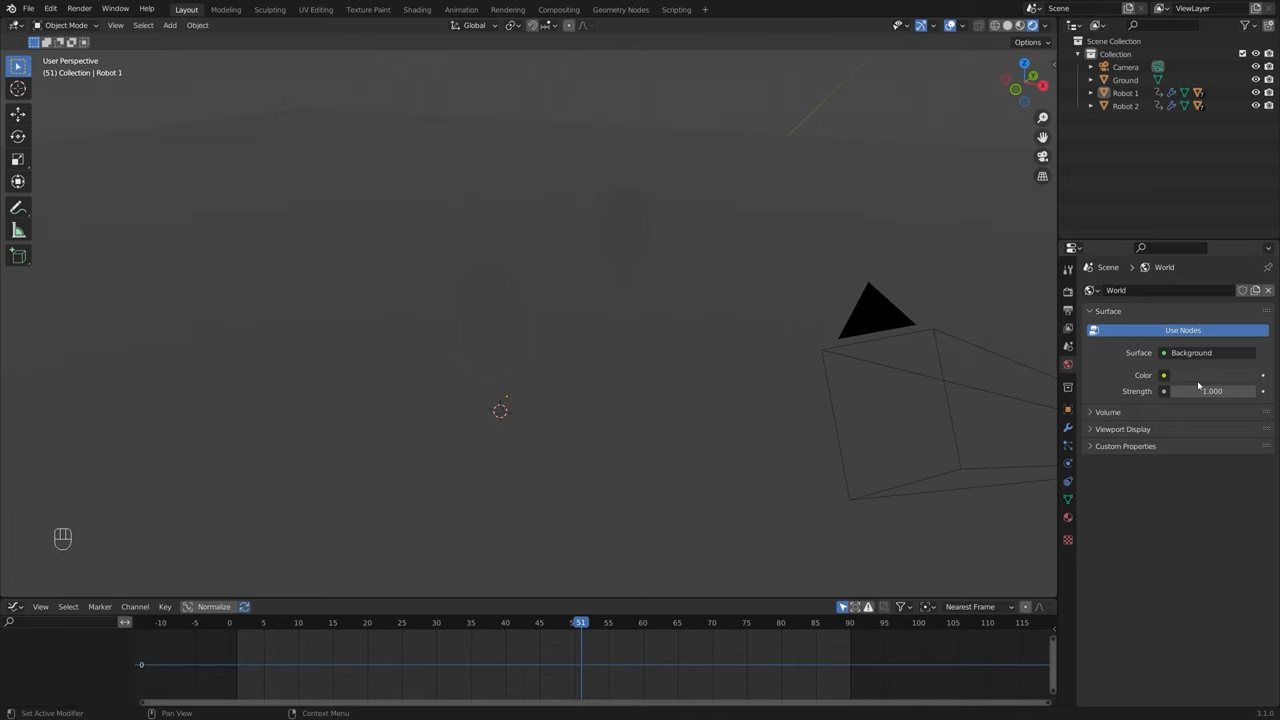 File Edit Render Window Help Layout Modeling Sculpting UV Editing Texture Paint Shading Animation Rendering Compositing Geometry Nodes Scripting + Scene ViewLayer
Object Mode View Select Add Object Global
Options
User Perspective
(51) Collection | Robot 1
Z
Y
X
Scene Collection
Collection
Camera
Ground
Robot 1
Robot 2
Scene > World
World
Surface
Use Nodes
Surface Background
Color
Strength 1.000
Volume
Viewport Display
Custom Properties
View Select Marker Channel Key Normalize Nearest Frame
-10 -5 0 5 10 15 20 25 30 35 40 45 5 51 55 60 65 70 75 80 85 90 95 100 105 110 115
0
Set Active Modifier Pan View Context Menu 3.1.0